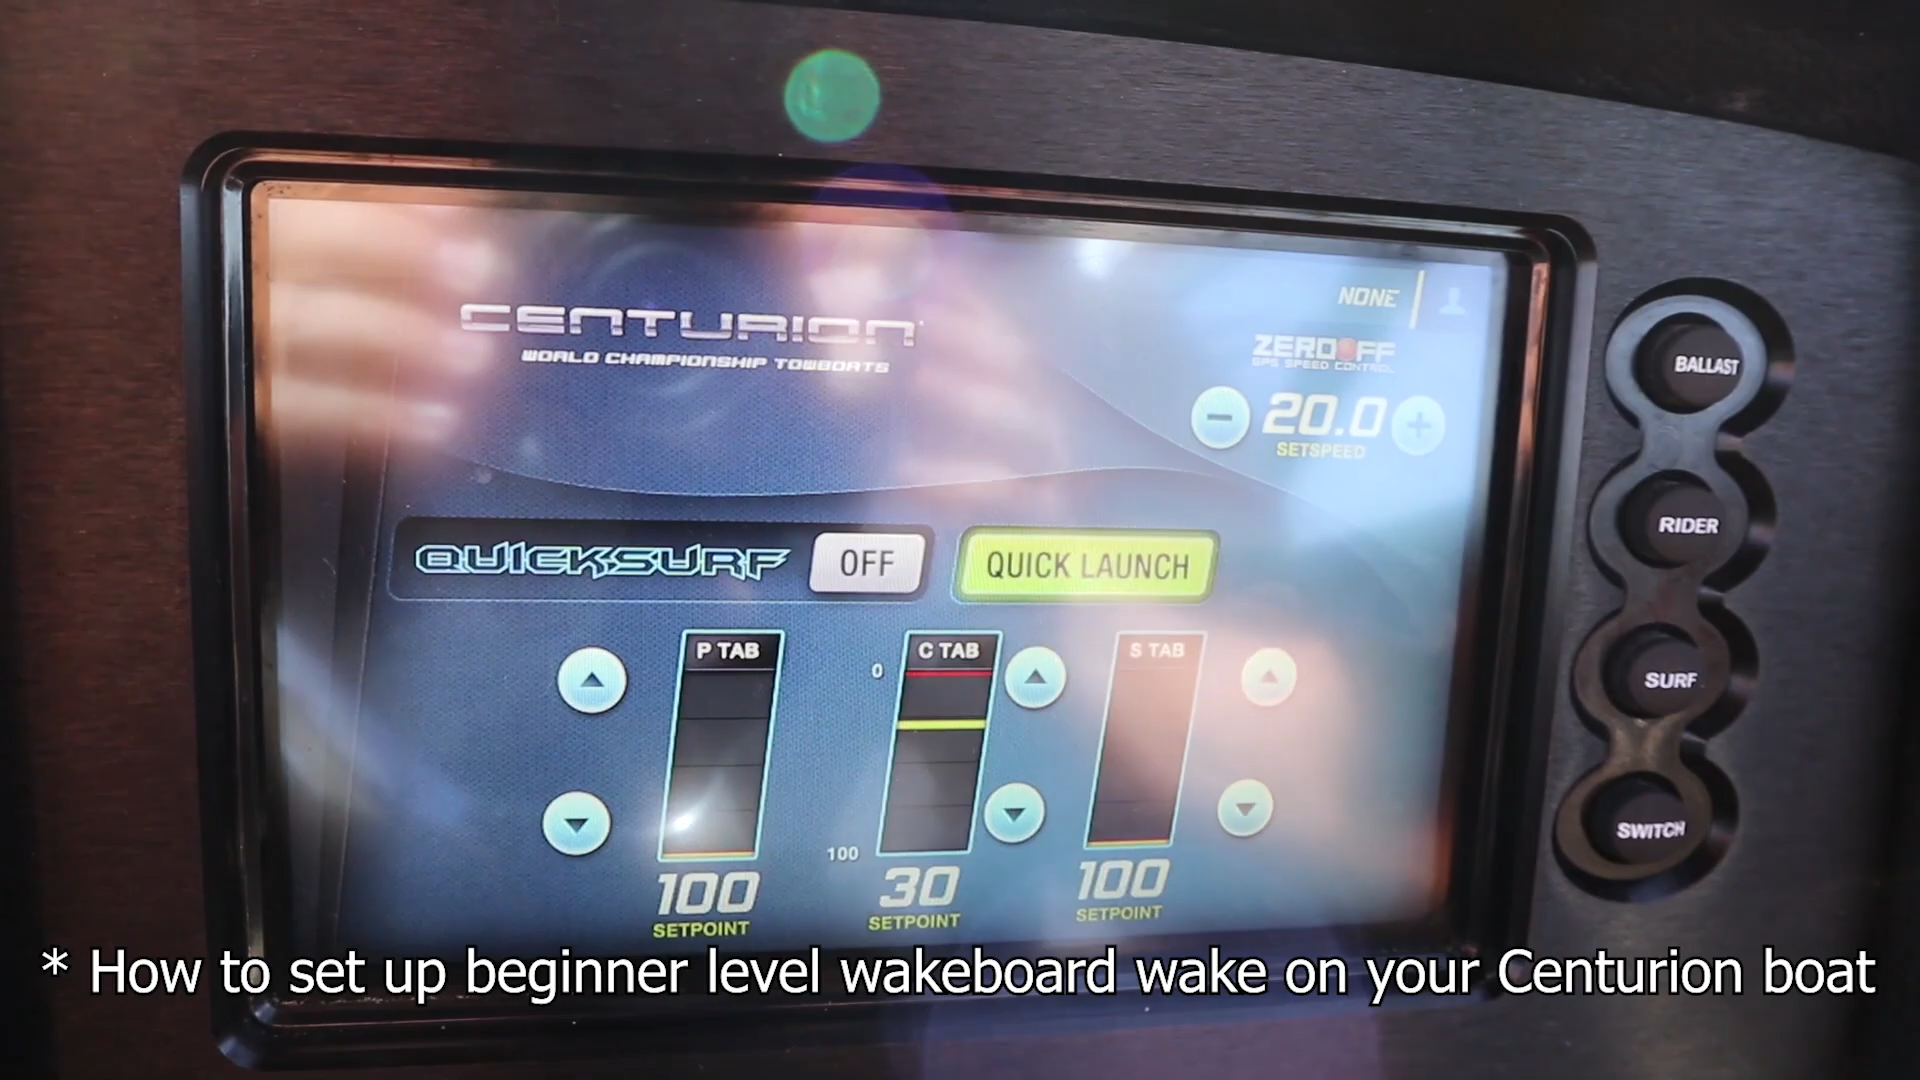 CENTURION
WORLD CHAMPIONSHIP TOWBOATS
NONE
ZEROOFF
GPS SPEED CONTROL
- 20.0 +
SETSPEED
QUICKSURF OFF QUICK LAUNCH
P TAB
C TAB
S TAB
0
100
100
SETPOINT
30
SETPOINT
100
SETPOINT
BALLAST
RIDER
SURF
SWITCH
* How to set up beginner level wakeboard wake on your Centurion boat